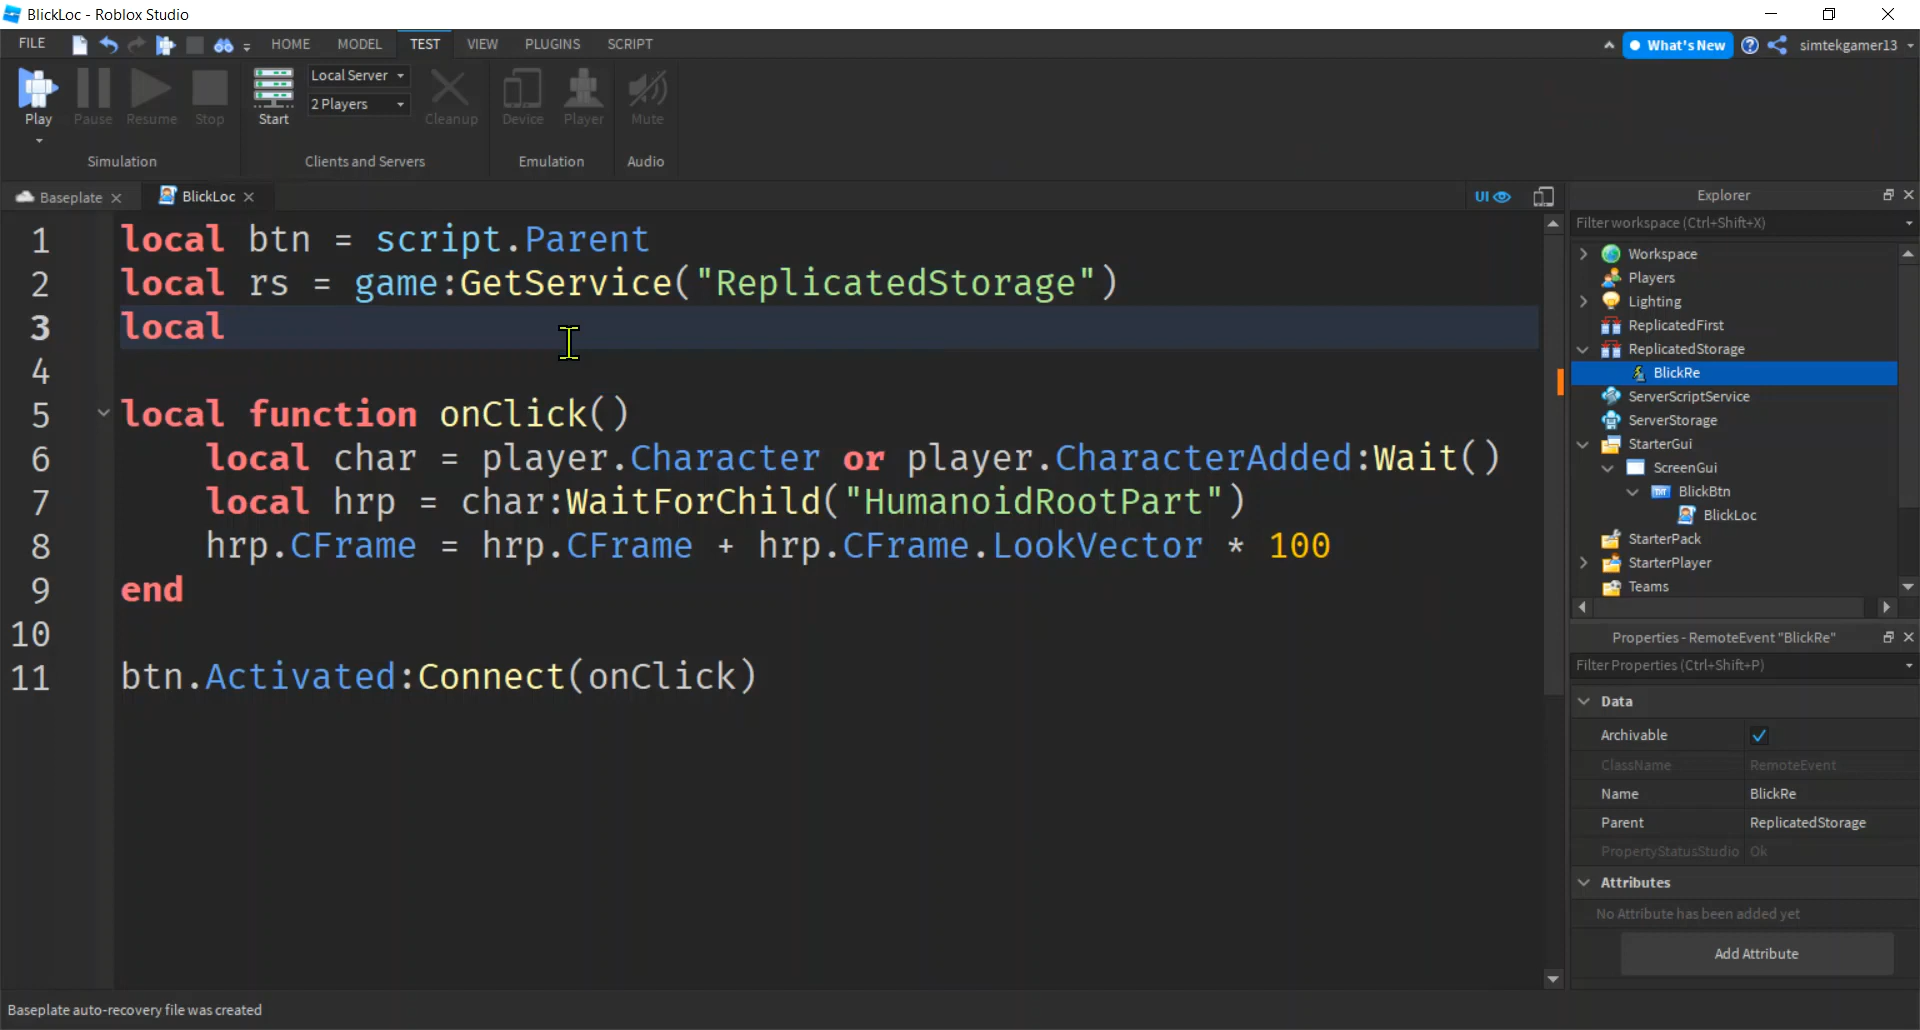 BlickLoc - Roblox Studio
FILE HOME MODEL TEST VIEW PLUGINS SCRIPT What's New simtekgamer13
Play Pause Resume Stop Start Local Server 2 Players Cleanup Device Player Mute
Simulation Clients and Servers Emulation Audio
Baseplate BlickLoc UI
1 local btn = script.Parent
2 local rs = game:GetService("ReplicatedStorage")
3 local
4
5 local function onClick()
6 local char = player.Character or player.CharacterAdded:Wait()
7 local hrp = char:WaitForChild("HumanoidRootPart")
8 hrp.CFrame = hrp.CFrame + hrp.CFrame.LookVector * 100
9 end
10
11 btn.Activated:Connect(onClick)
Explorer
Filter workspace (Ctrl+Shift+X)
Workspace
Players
Lighting
ReplicatedFirst
ReplicatedStorage
BlickRe
ServerScriptService
ServerStorage
StarterGui
ScreenGui
TXT BlickBtn
BlickLoc
StarterPack
StarterPlayer
Teams
Properties - RemoteEvent "BlickRe"
Filter Properties (Ctrl+Shift+P)
Data
Archivable
ClassName RemoteEvent
Name BlickRe
Parent ReplicatedStorage
PropertyStatusStudio Ok
Attributes
No Attribute has been added yet
Add Attribute
Baseplate auto-recovery file was created